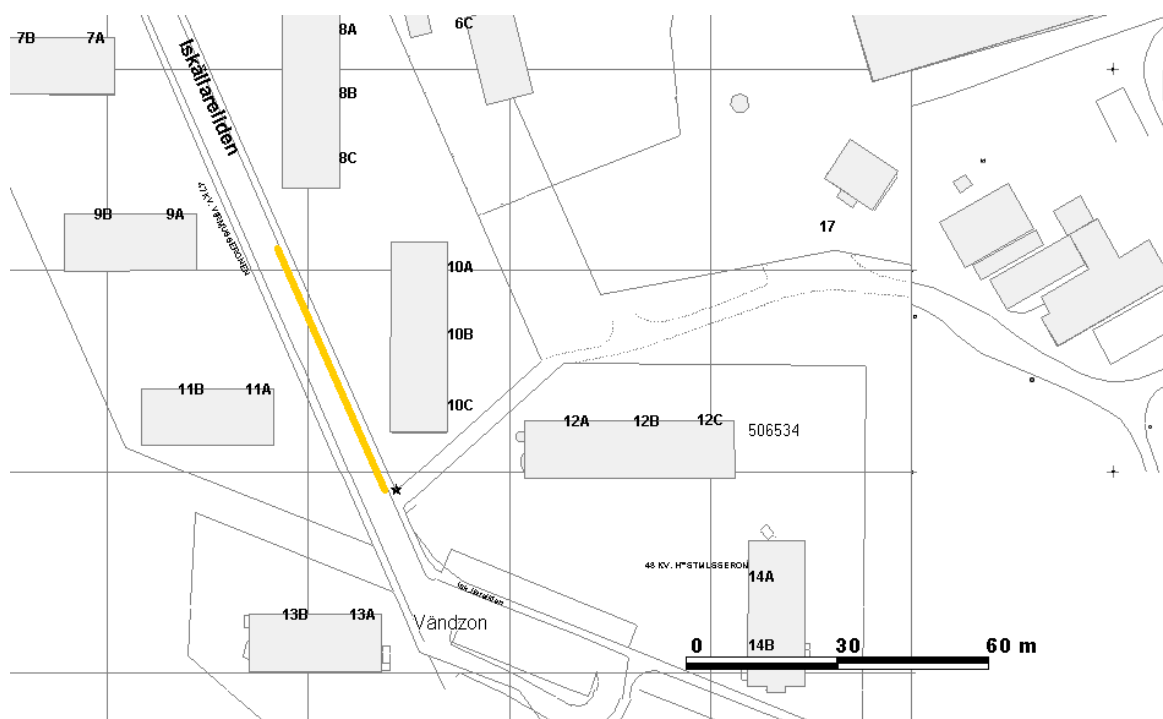 6C
8A
7B 7A
Iskällareliden
8B
8C
9B 9A
17
10A
10B
11B 11A
10C
12A 12B 12C
506534
14A
13B 13A
Vändzon
14B
0 30 60 m